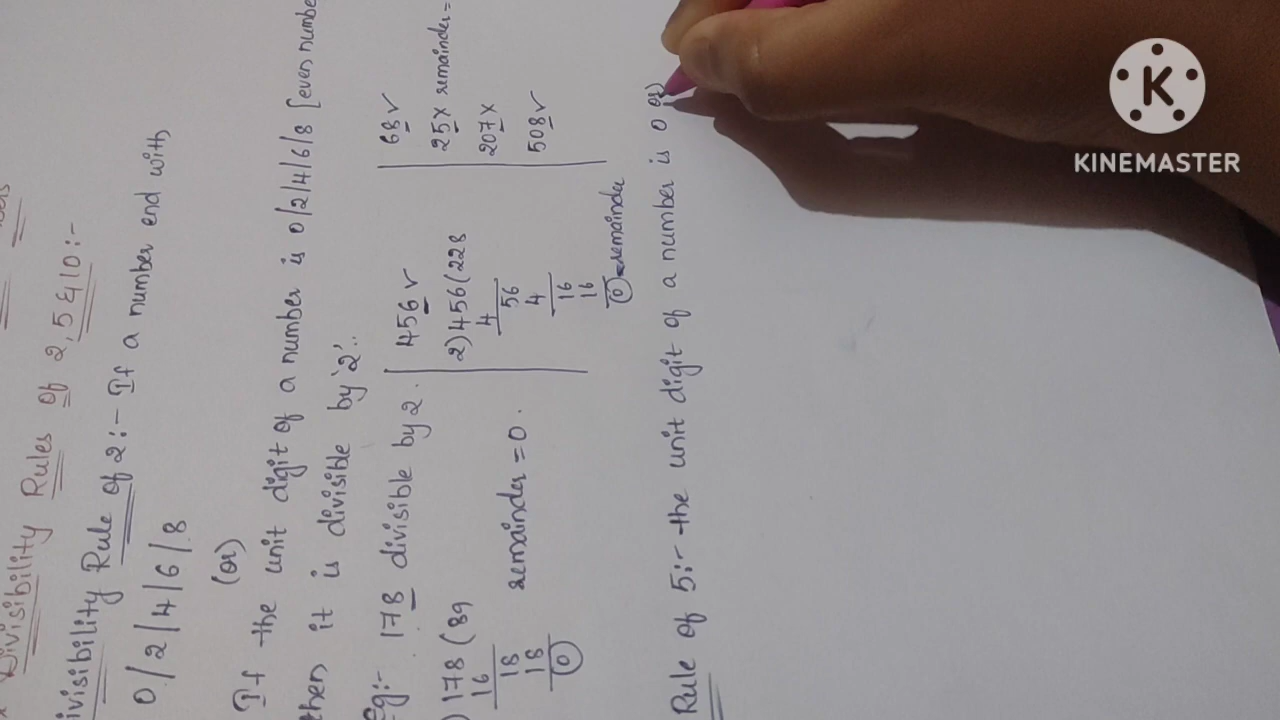 Divisibility Rules of 2, 5 & 10:-
ivisibility Rule of 2:- If a number end with,
0/2/4/6/8
(or)
If the unit digit of a number is 0/2/4/6/8 [even numbe
then it is divisible by '2'.
Eg:- 178 divisible by 2.
) 178 ( 89
16
18
18
0
remainder = 0.
456 ✓
2) 456 ( 228
4
56
4
16
16
0 remainder
68 ✓
25 x remainder =
207 x
508 ✓
Rule of 5:- the unit digit of a number is 0 or)
KINEMASTER